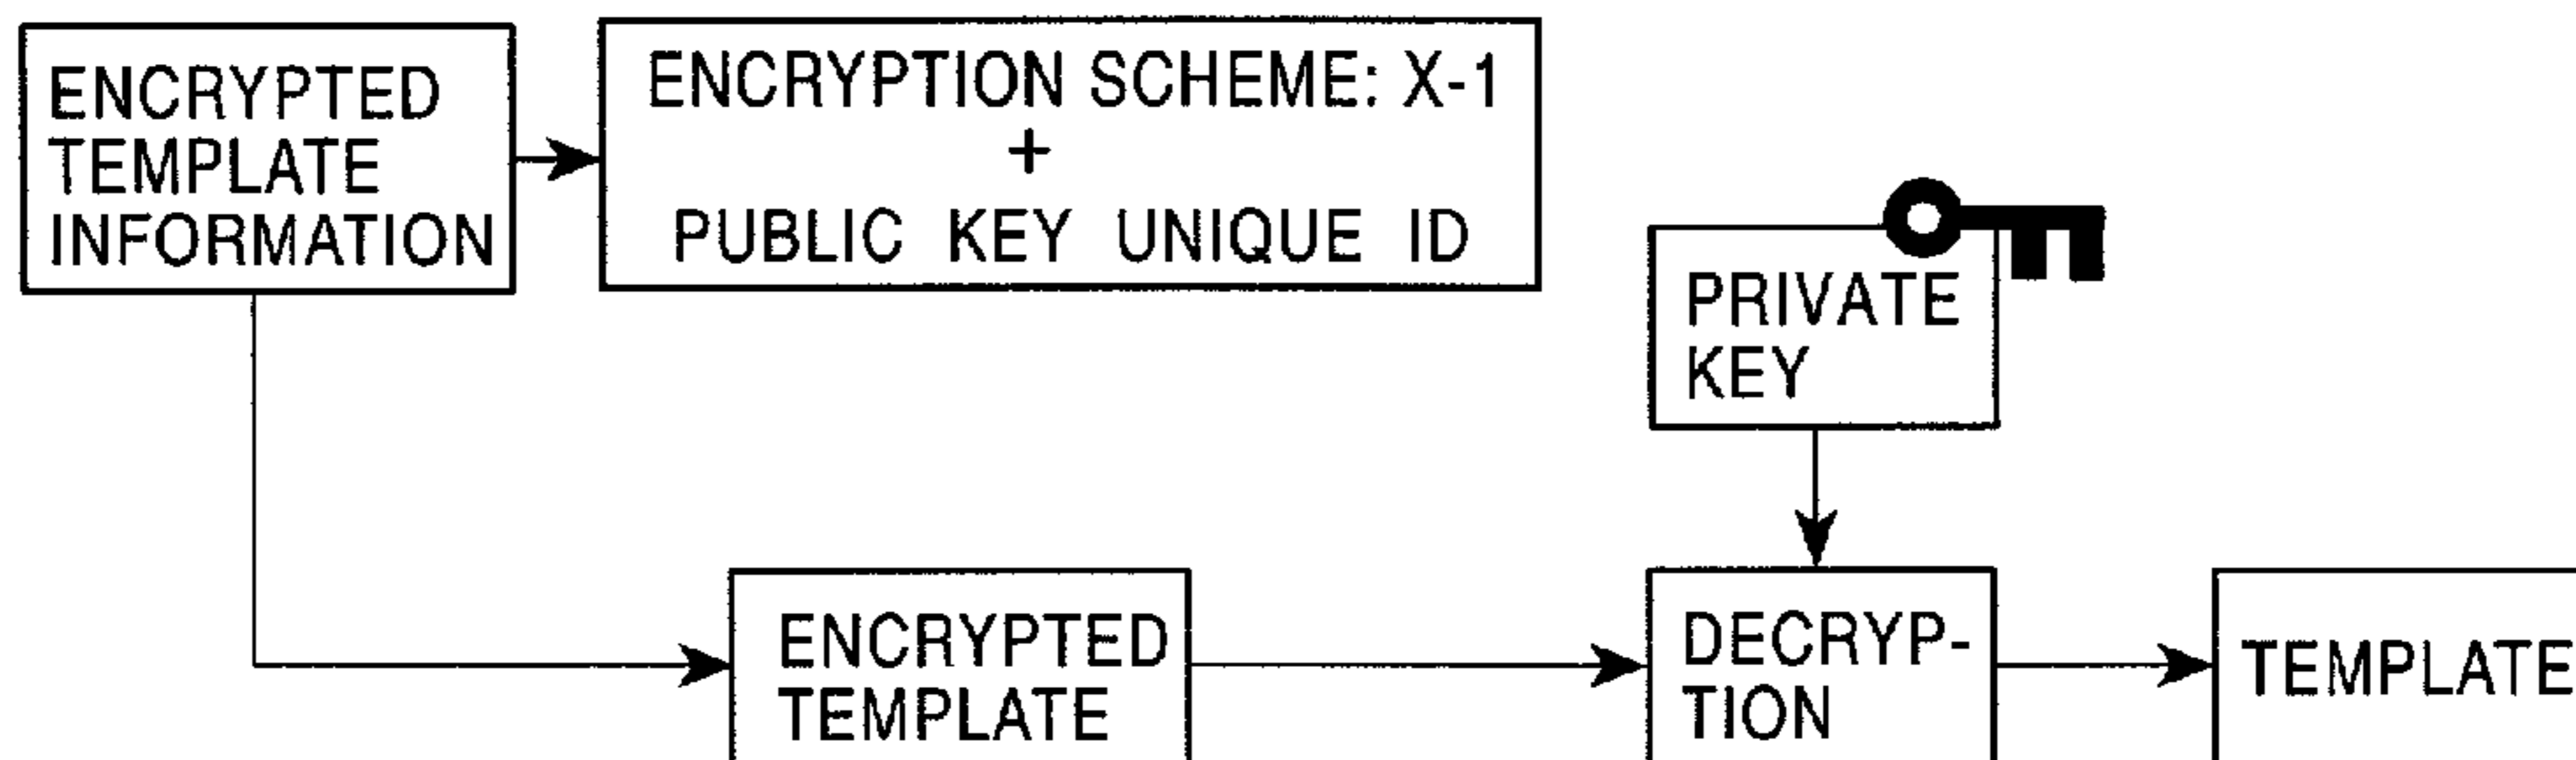 ENCRYPTED
TEMPLATE
INFORMATION
ENCRYPTION SCHEME: X-1
+
PUBLIC KEY UNIQUE ID
PRIVATE
KEY
ENCRYPTED
TEMPLATE
DECRYP-
TION
TEMPLATE